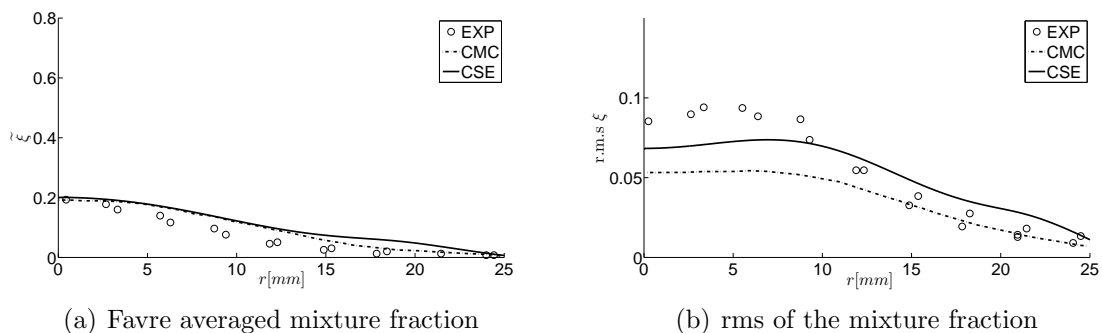 0.8
0.6
0.4
0.2
0
ξ̃
0
5
10
15
20
25
r[mm]
EXP
CMC
CSE
(a) Favre averaged mixture fraction
0.1
0.05
0
r.m.s ξ
0
5
10
15
20
25
r[mm]
EXP
CMC
CSE
(b) rms of the mixture fraction